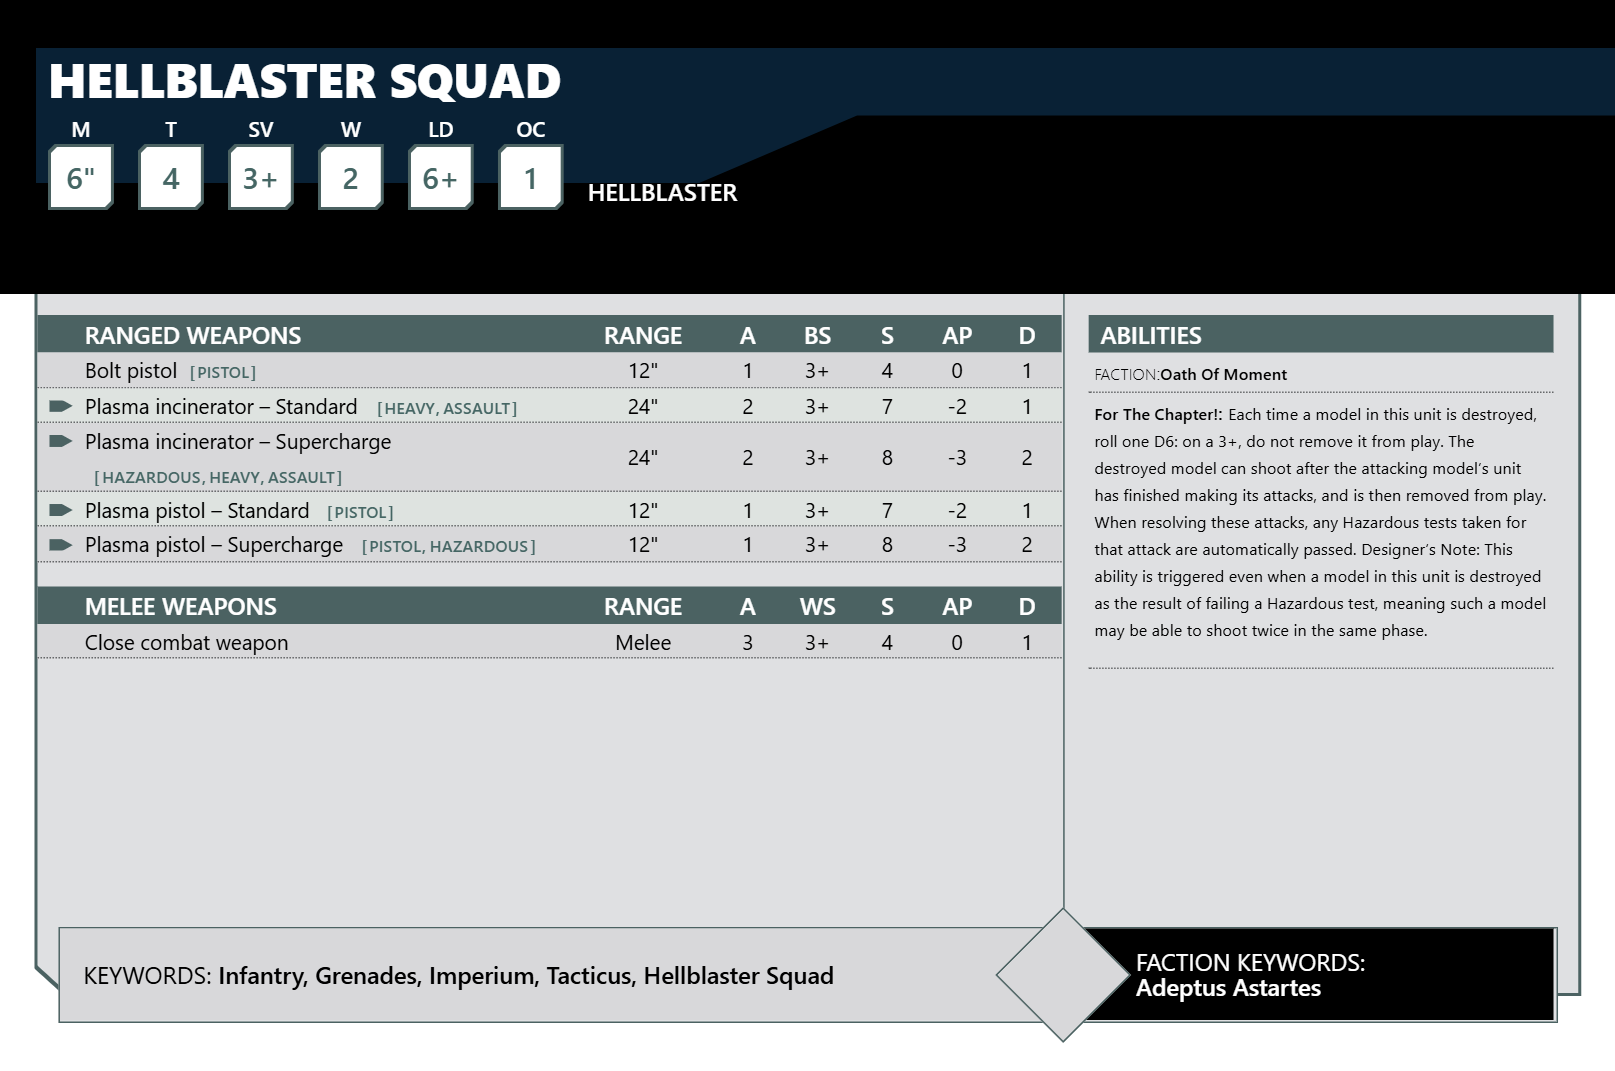 HELLBLASTER SQUAD
M T SV W LD OC
6" 4 3+ 2 6+ 1 HELLBLASTER
RANGED WEAPONS RANGE A BS S AP D
Bolt pistol [PISTOL] 12" 1 3+ 4 0 1
Plasma incinerator – Standard [HEAVY, ASSAULT] 24" 2 3+ 7 -2 1
Plasma incinerator – Supercharge
[HAZARDOUS, HEAVY, ASSAULT] 24" 2 3+ 8 -3 2
Plasma pistol – Standard [PISTOL] 12" 1 3+ 7 -2 1
Plasma pistol – Supercharge [PISTOL, HAZARDOUS] 12" 1 3+ 8 -3 2
MELEE WEAPONS RANGE A WS S AP D
Close combat weapon Melee 3 3+ 4 0 1
ABILITIES
FACTION:Oath Of Moment
For The Chapter!: Each time a model in this unit is destroyed,
roll one D6: on a 3+, do not remove it from play. The
destroyed model can shoot after the attacking model’s unit
has finished making its attacks, and is then removed from play.
When resolving these attacks, any Hazardous tests taken for
that attack are automatically passed. Designer’s Note: This
ability is triggered even when a model in this unit is destroyed
as the result of failing a Hazardous test, meaning such a model
may be able to shoot twice in the same phase.
KEYWORDS: Infantry, Grenades, Imperium, Tacticus, Hellblaster Squad
FACTION KEYWORDS:
Adeptus Astartes